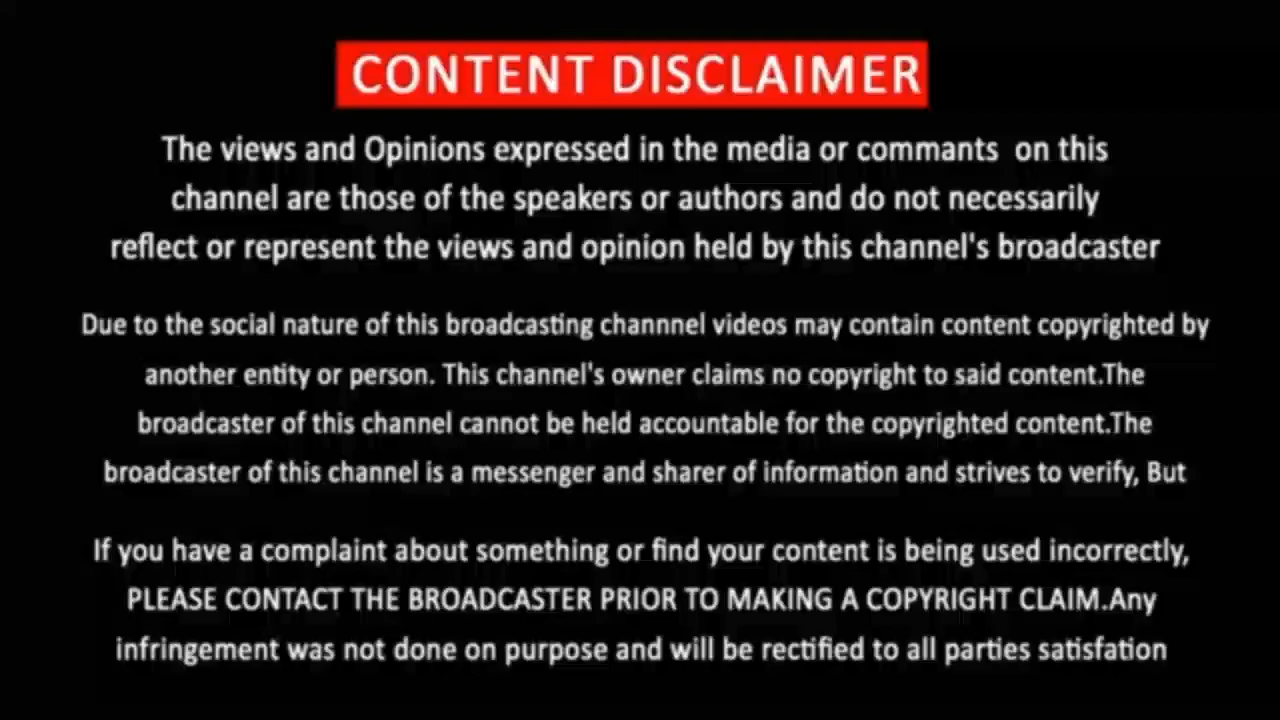 CONTENT DISCLAIMER
The views and Opinions expressed in the media or commants on this
channel are those of the speakers or authors and do not necessarily
reflect or represent the views and opinion held by this channel's broadcaster
Due to the social nature of this broadcasting channnel videos may contain content copyrighted by
another entity or person. This channel's owner claims no copyright to said content.The
broadcaster of this channel cannot be held accountable for the copyrighted content.The
broadcaster of this channel is a messenger and sharer of information and strives to verify, But
If you have a complaint about something or find your content is being used incorrectly,
PLEASE CONTACT THE BROADCASTER PRIOR TO MAKING A COPYRIGHT CLAIM.Any
infringement was not done on purpose and will be rectified to all parties satisfation